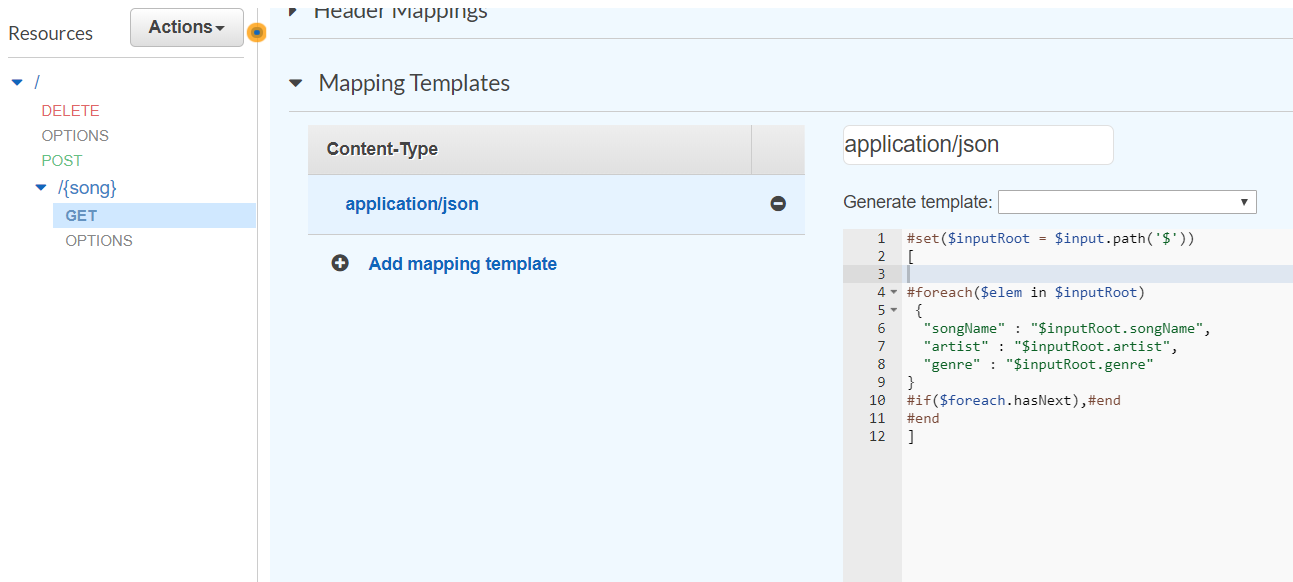 Header Mappings
Resources
Actions
Mapping Templates
/
DELETE
OPTIONS
POST
/{song}
GET
OPTIONS
Content-Type
application/json
Add mapping template
application/json
Generate template:
1 #set($inputRoot = $input.path('$'))
2 [
3
4 #foreach($elem in $inputRoot)
5 {
6 "songName" : "$inputRoot.songName",
7 "artist" : "$inputRoot.artist",
8 "genre" : "$inputRoot.genre"
9 }
10 #if($foreach.hasNext),#end
11 #end
12 ]